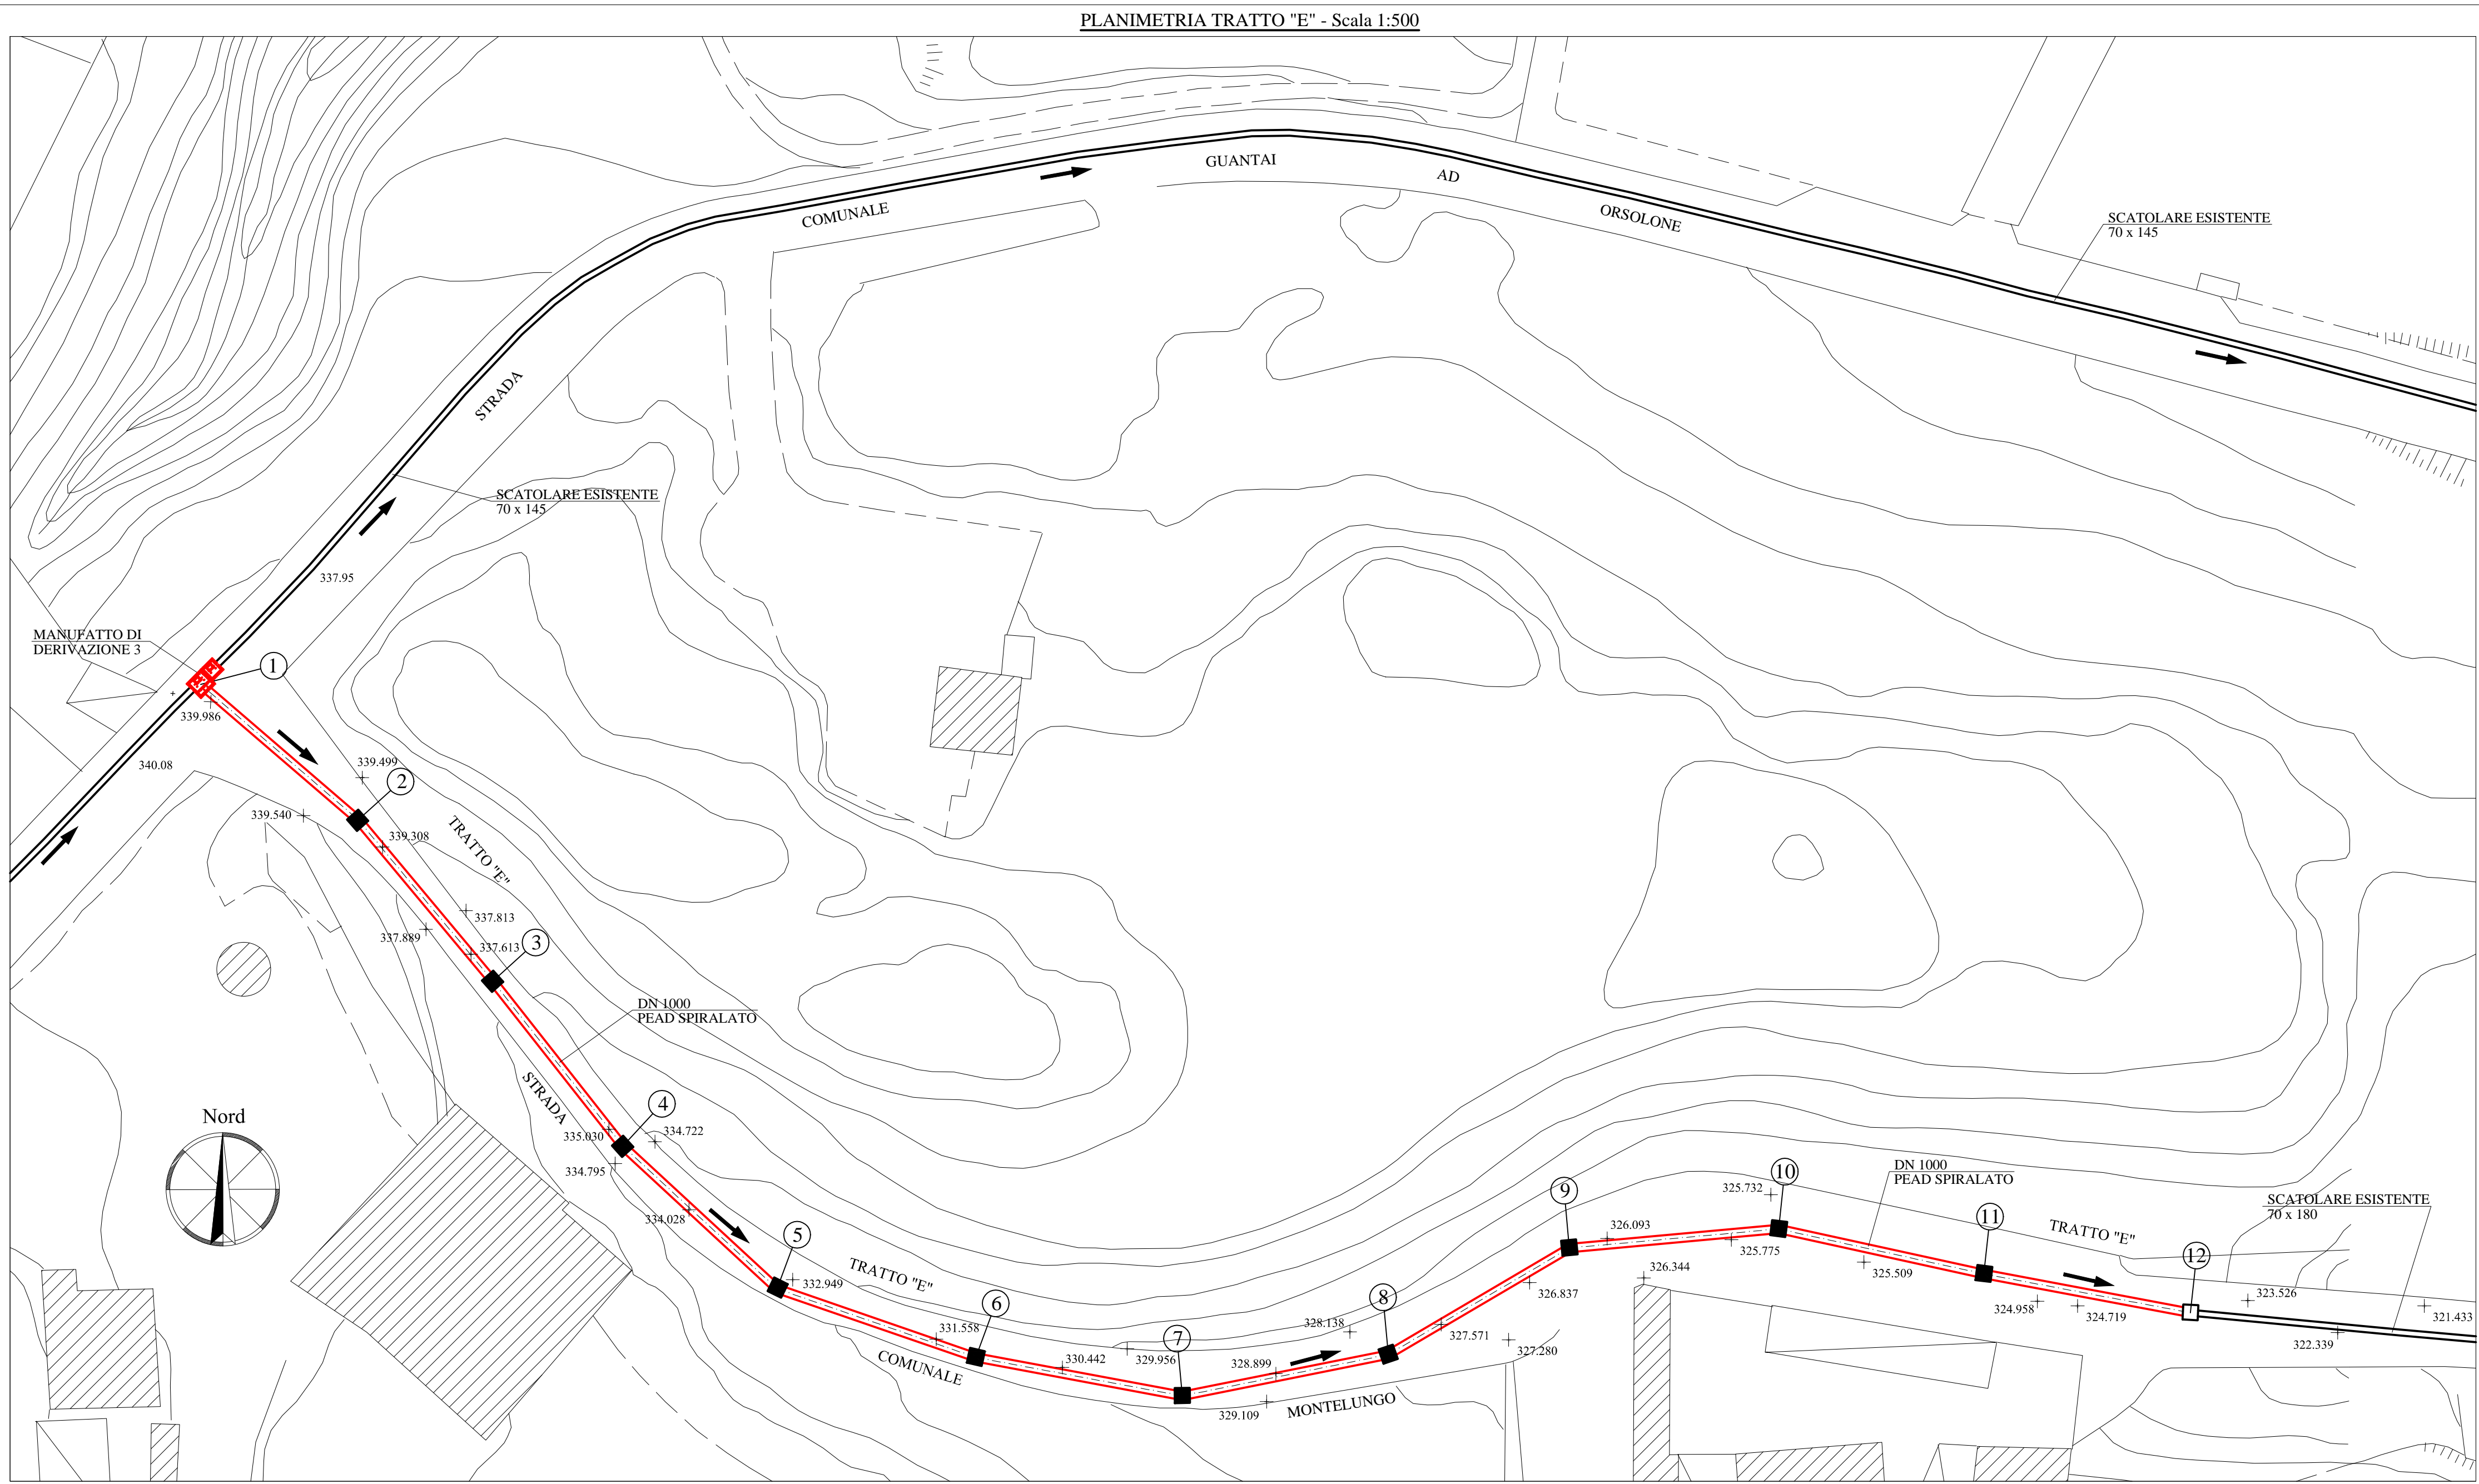 PLANIMETRIA TRATTO "E" - Scala 1:500
GUANTAI
AD
COMUNALE
ORSOLONE
SCATOLARE ESISTENTE
70 x 145
STRADA
SCATOLARE ESISTENTE
70 x 145
337.95
MANUFATTO DI
DERIVAZIONE 3
1
339.986
340.08
339.499
2
339.540
339.308
TRATTO "E"
337.813
337.889
337.613
3
DN 1000
PEAD SPIRALATO
STRADA
Nord
4
335.030
334.722
334.795
334.028
5
332.949
TRATTO "E"
6
331.558
COMUNALE
330.442
329.956
7
328.899
329.109
MONTELUNGO
328.138
8
327.571
327.280
326.837
9
326.093
326.344
325.732
10
325.775
DN 1000
PEAD SPIRALATO
325.509
11
324.958
324.719
TRATTO "E"
12
SCATOLARE ESISTENTE
70 x 180
323.526
322.339
321.433